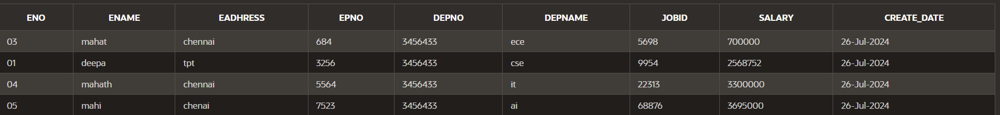 ENO ENAME EADHRESS EPNO DEPNO DEPNAME JOBID SALARY CREATE_DATE
03 mahat chennai 684 3456433 ece 5698 700000 26-Jul-2024
01 deepa tpt 3256 3456433 cse 9954 2568752 26-Jul-2024
04 mahath chennai 5564 3456433 it 22313 3300000 26-Jul-2024
05 mahi chenai 7523 3456433 ai 68876 3695000 26-Jul-2024